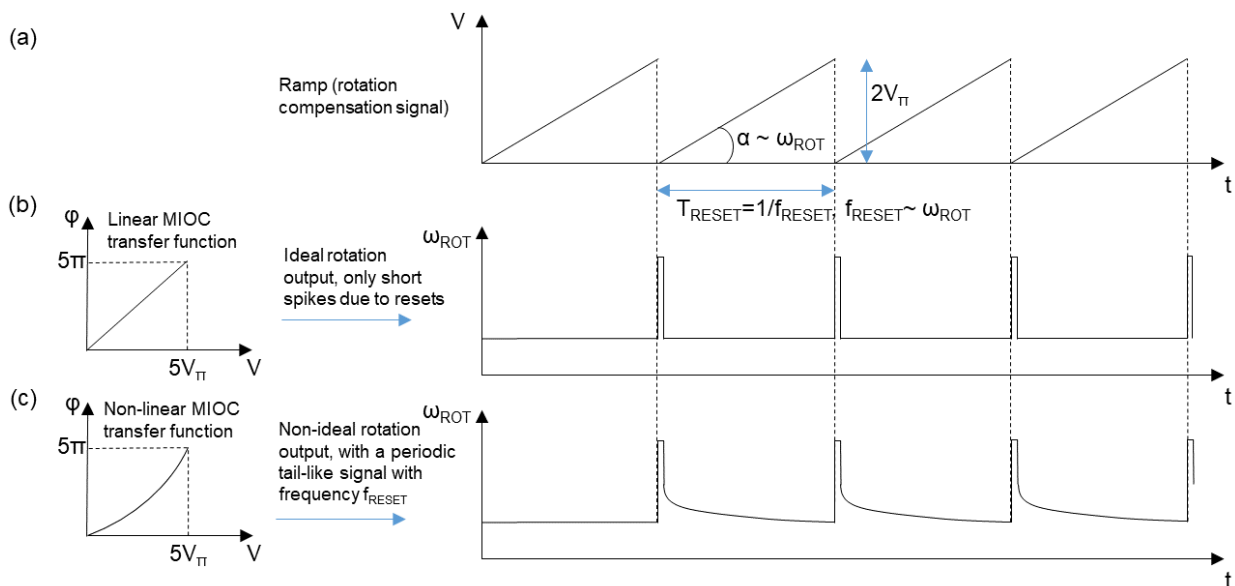 (a)
V
Ramp (rotation
compensation signal)
2Vπ
α ~ ωROT
t
TRESET=1/fRESET, fRESET~ ωROT
(b)
φ
Linear MIOC
transfer function
5π
5Vπ
V
Ideal rotation
output, only short
spikes due to resets
ωROT
t
(c)
φ
Non-linear MIOC
transfer function
5π
5Vπ
V
Non-ideal rotation
output, with a periodic
tail-like signal with
frequency fRESET
ωROT
t